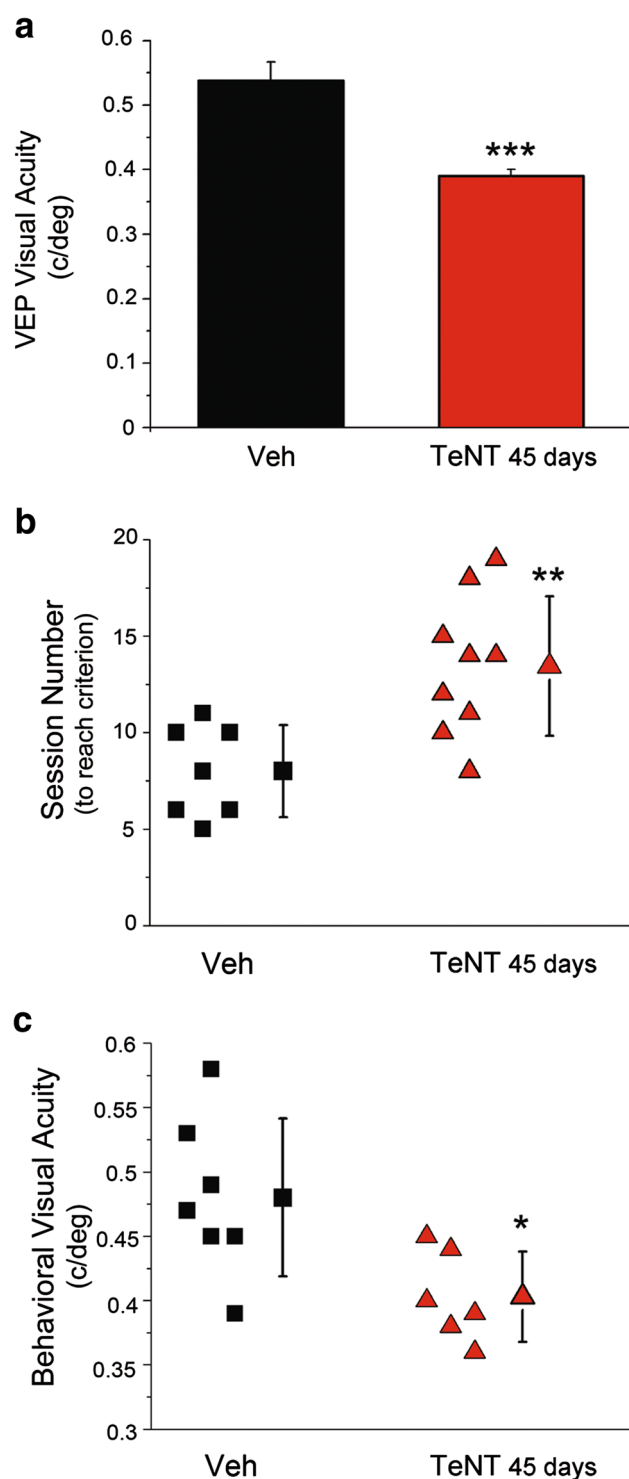 a
0.6
0.5
0.4
0.3
0.2
0.1
0
VEP Visual Acuity
(c/deg)
***
Veh
TeNT 45 days
b
20
15
10
5
0
Session Number
(to reach criterion)
**
Veh
TeNT 45 days
c
0.6
0.55
0.5
0.45
0.4
0.35
0.3
Behavioral Visual Acuity
(c/deg)
*
Veh
TeNT 45 days